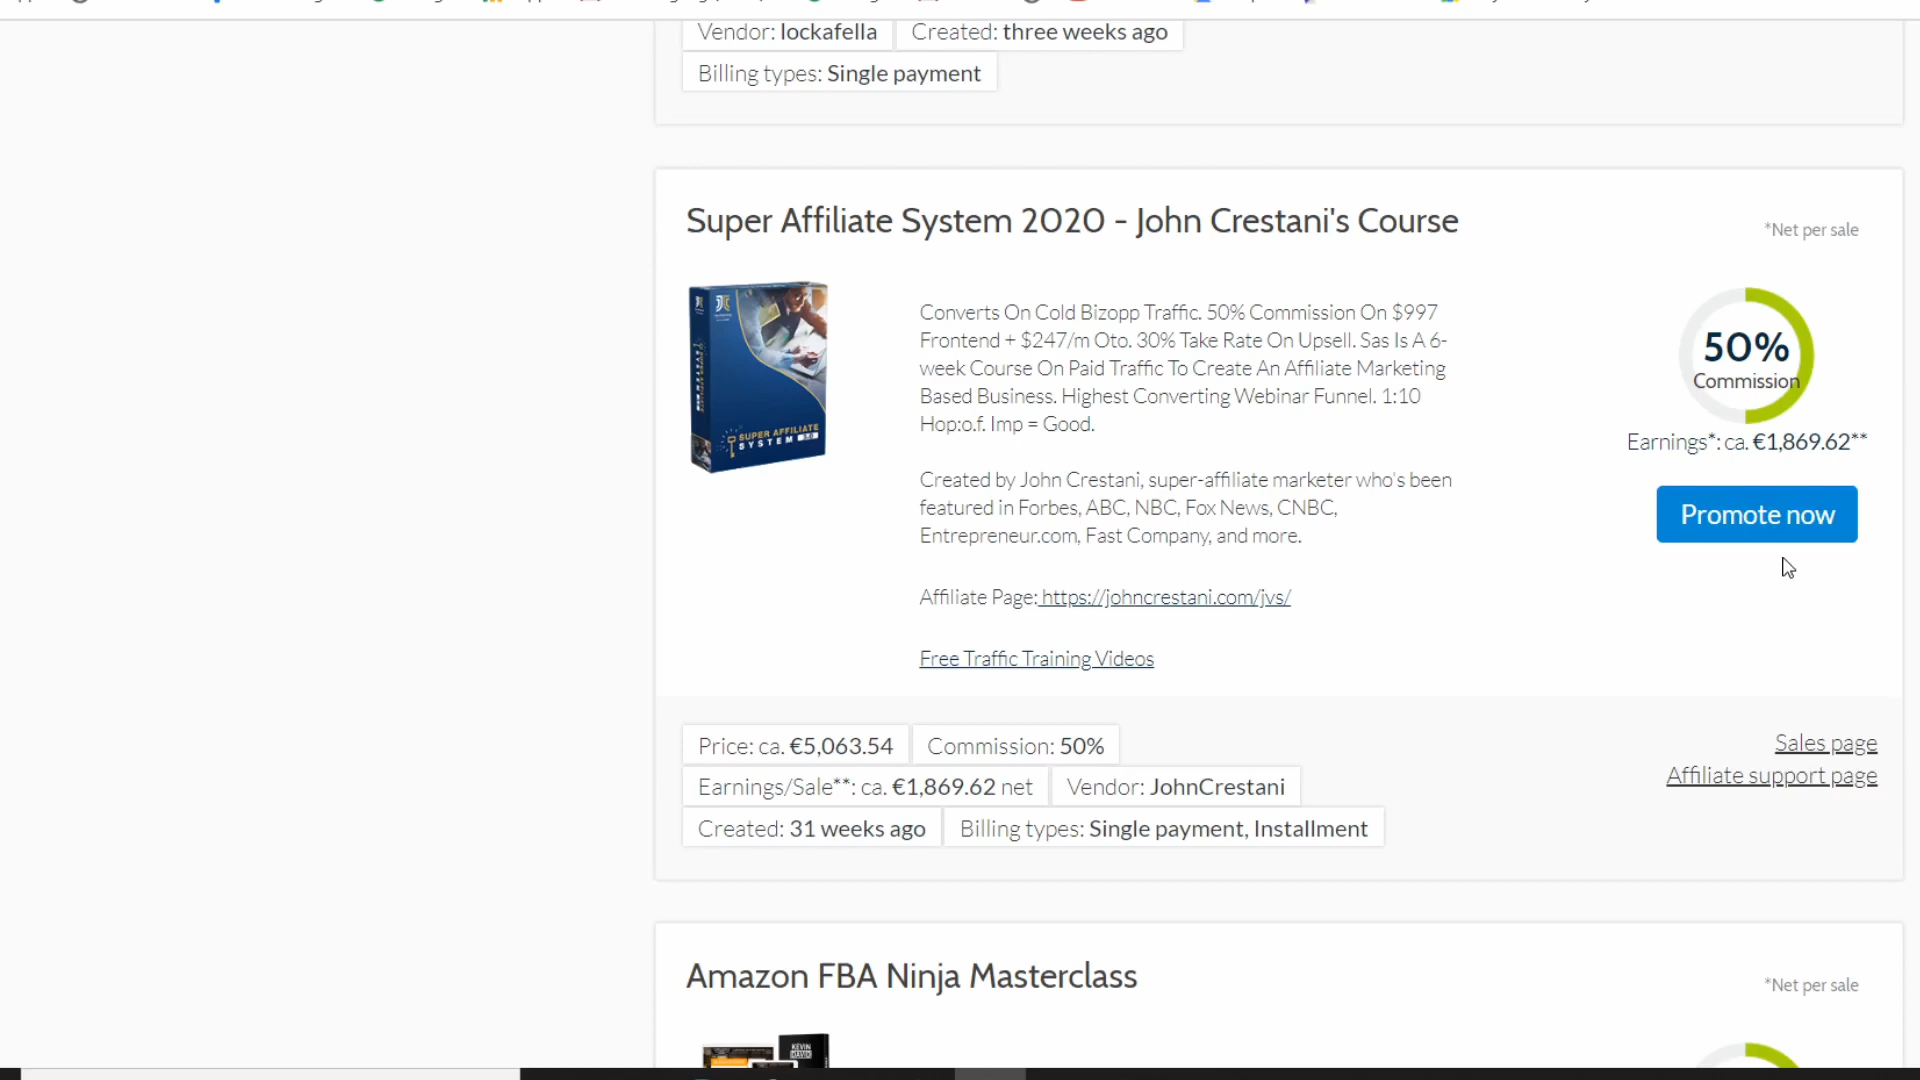 Vendor: lockafella Created: three weeks ago
Billing types: Single payment
Super Affiliate System 2020 - John Crestani's Course
*Net per sale
SUPER AFFILIATE
SYSTEM 3.0
Converts On Cold Bizopp Traffic. 50% Commission On $997
Frontend + $247/m Oto. 30% Take Rate On Upsell. Sas Is A 6-
week Course On Paid Traffic To Create An Affiliate Marketing
Based Business. Highest Converting Webinar Funnel. 1:10
Hop:o.f. Imp = Good.
Created by John Crestani, super-affiliate marketer who's been
featured in Forbes, ABC, NBC, Fox News, CNBC,
Entrepreneur.com, Fast Company, and more.
Affiliate Page: https://johncrestani.com/jvs/
Free Traffic Training Videos
50%
Commission
Earnings*: ca. €1,869.62**
Promote now
Price: ca. €5,063.54 Commission: 50%
Earnings/Sale**: ca. €1,869.62 net Vendor: JohnCrestani
Created: 31 weeks ago Billing types: Single payment, Installment
Sales page
Affiliate support page
Amazon FBA Ninja Masterclass
*Net per sale
KEVIN
DAVID